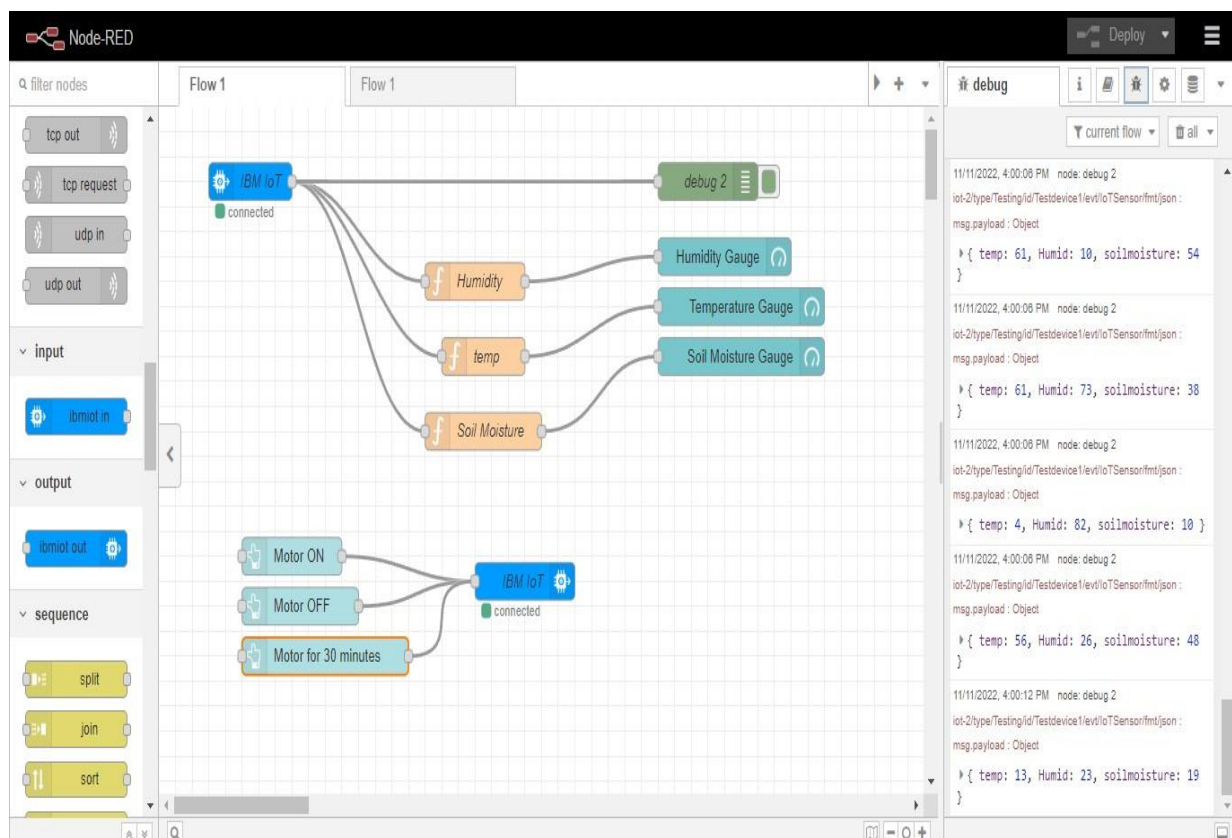 Node-RED
Deploy
filter nodes
tcp out
tcp request
udp in
udp out
input
ibmiot in
output
ibmiot out
sequence
split
join
sort
Flow 1
Flow 1
IBM IoT
connected
debug 2
Humidity
Humidity Gauge
temp
Temperature Gauge
Soil Moisture
Soil Moisture Gauge
Motor ON
Motor OFF
Motor for 30 minutes
IBM IoT
connected
debug
current flow
all
11/11/2022, 4:00:06 PM node: debug 2
iot-2/type/Testing/id/Testdevice1/evt/IoTSensor/fmt/json :
msg.payload : Object
{ temp: 61, Humid: 10, soilmoisture: 54
}
11/11/2022, 4:00:06 PM node: debug 2
iot-2/type/Testing/id/Testdevice1/evt/IoTSensor/fmt/json :
msg.payload : Object
{ temp: 61, Humid: 73, soilmoisture: 38
}
11/11/2022, 4:00:06 PM node: debug 2
iot-2/type/Testing/id/Testdevice1/evt/IoTSensor/fmt/json :
msg.payload : Object
{ temp: 4, Humid: 82, soilmoisture: 10 }
11/11/2022, 4:00:06 PM node: debug 2
iot-2/type/Testing/id/Testdevice1/evt/IoTSensor/fmt/json :
msg.payload : Object
{ temp: 56, Humid: 26, soilmoisture: 48
}
11/11/2022, 4:00:12 PM node: debug 2
iot-2/type/Testing/id/Testdevice1/evt/IoTSensor/fmt/json :
msg.payload : Object
{ temp: 13, Humid: 23, soilmoisture: 19
}